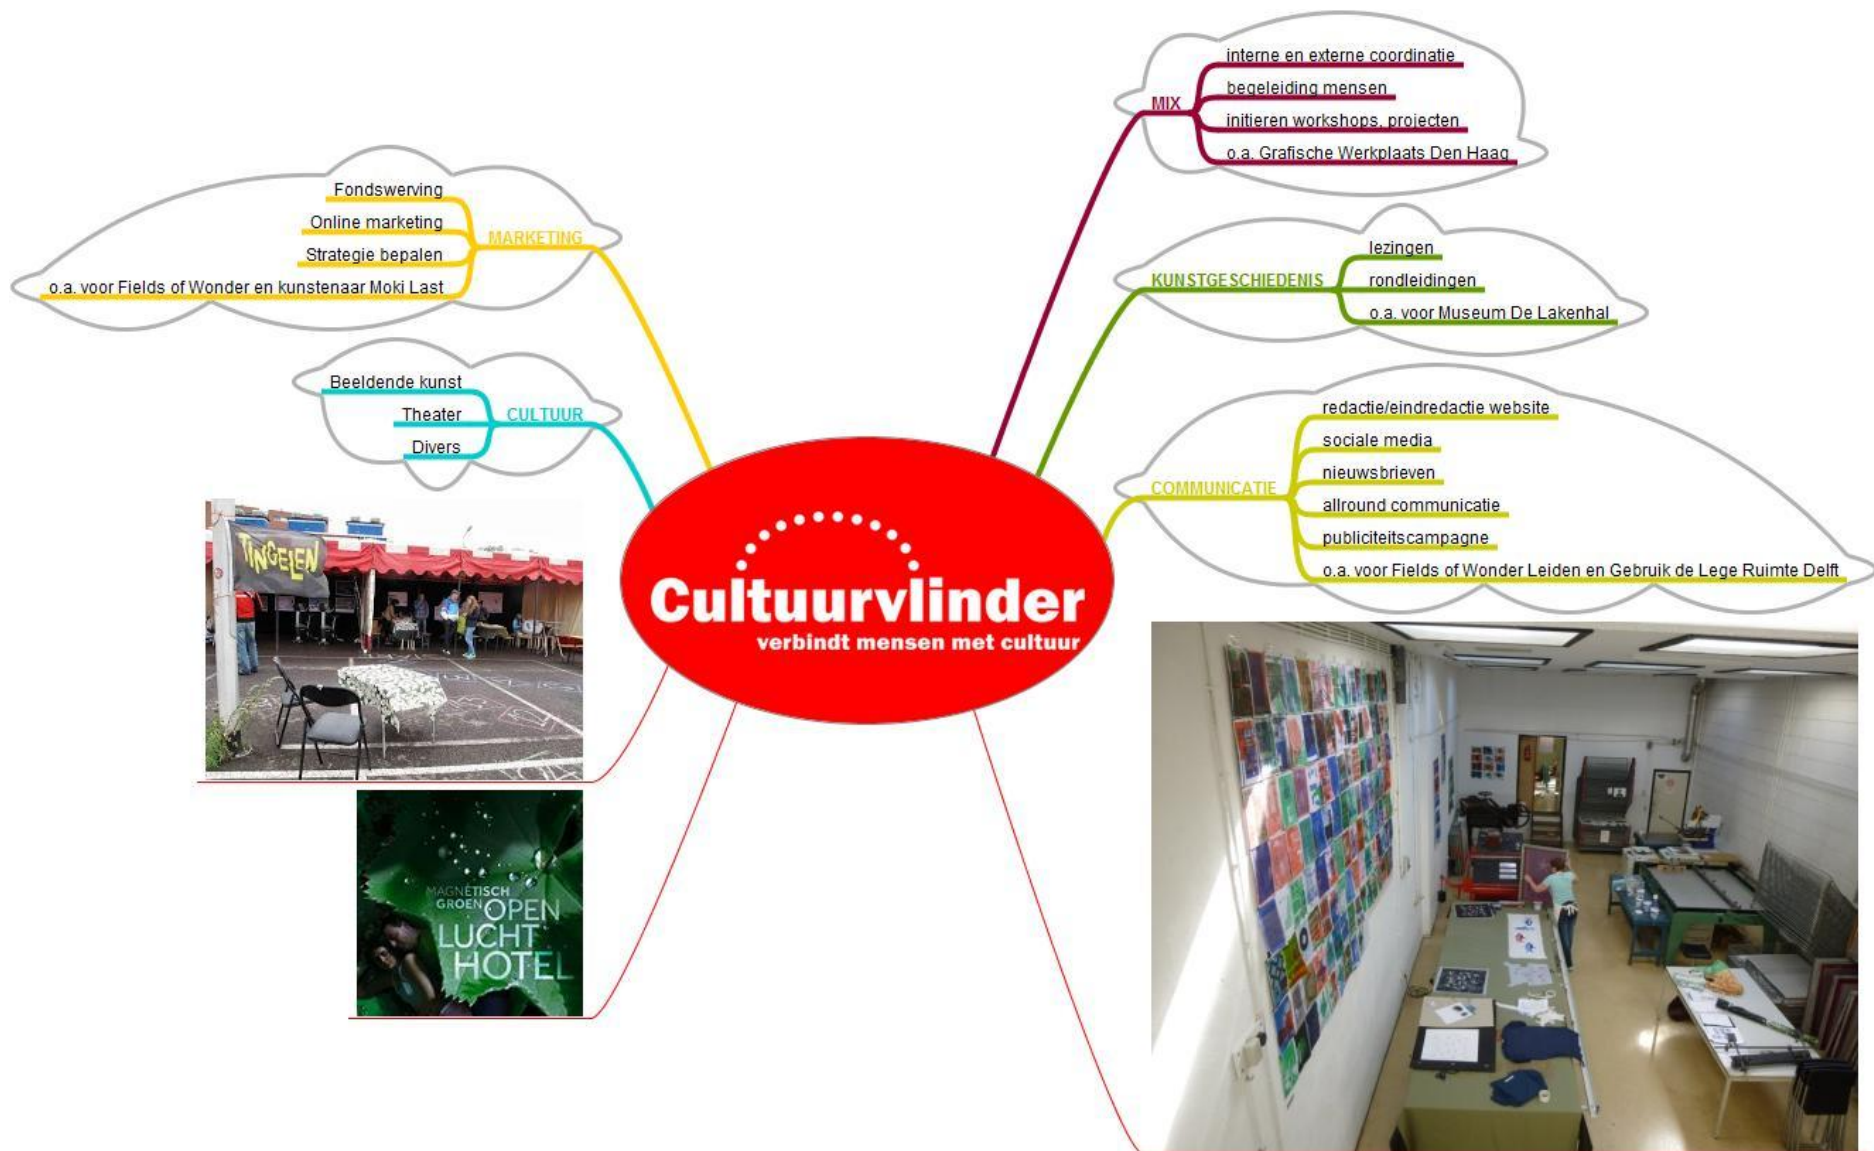 interne en externe coordinatie
begeleiding mensen
MIX
initieren workshops, projecten
o.a. Grafische Werkplaats Den Haag
Fondswerving
Online marketing
MARKETING
Strategie bepalen
o.a. voor Fields of Wonder en kunstenaar Moki Last
lezingen
KUNSTGESCHIEDENIS
rondleidingen
o.a. voor Museum De Lakenhal
Beeldende kunst
Theater
CULTUUR
Divers
redactie/eindredactie website
sociale media
nieuwsbrieven
COMMUNICATIE
allround communicatie
publiciteitscampagne
o.a. voor Fields of Wonder Leiden en Gebruik de Lege Ruimte Delft
Cultuurvlinder
verbindt mensen met cultuur
TINGELEN
MAGNETISCH
GROEN
OPEN
LUCHT
HOTEL